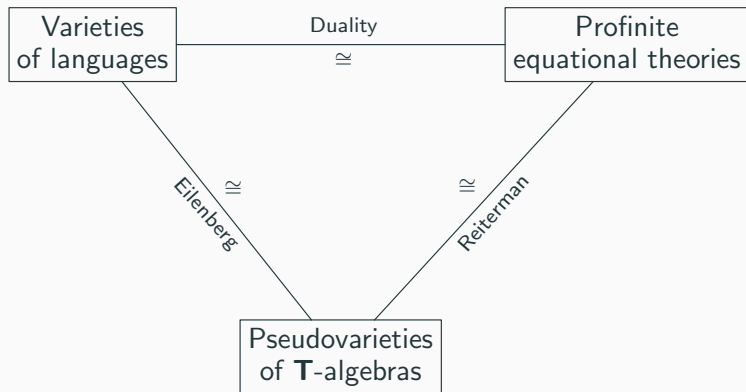 Varieties
of languages
Duality
≅
Profinite
equational theories
Eilenberg
≅
≅
Reiterman
Pseudovarieties
of T-algebras